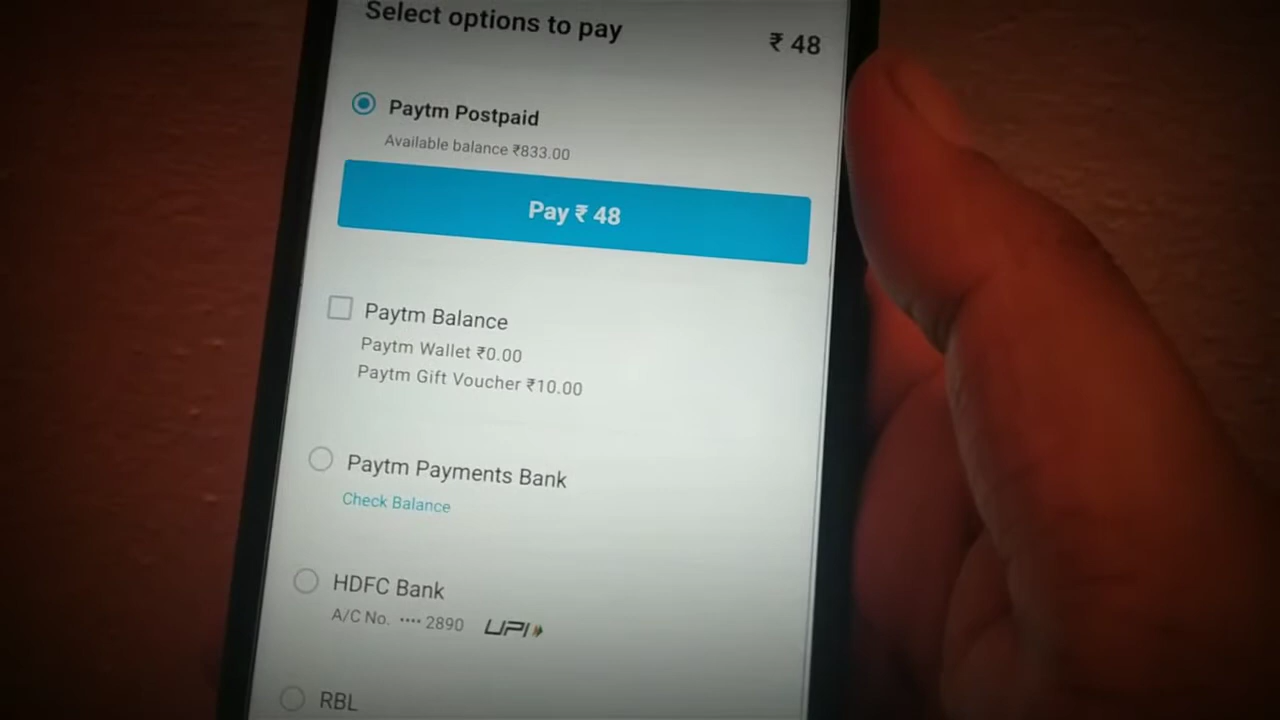 Select options to pay
₹ 48
Paytm Postpaid
Available balance ₹833.00
Pay ₹ 48
Paytm Balance
Paytm Wallet ₹0.00
Paytm Gift Voucher ₹10.00
Paytm Payments Bank
Check Balance
HDFC Bank
A/C No. •••• 2890 UPI
RBL